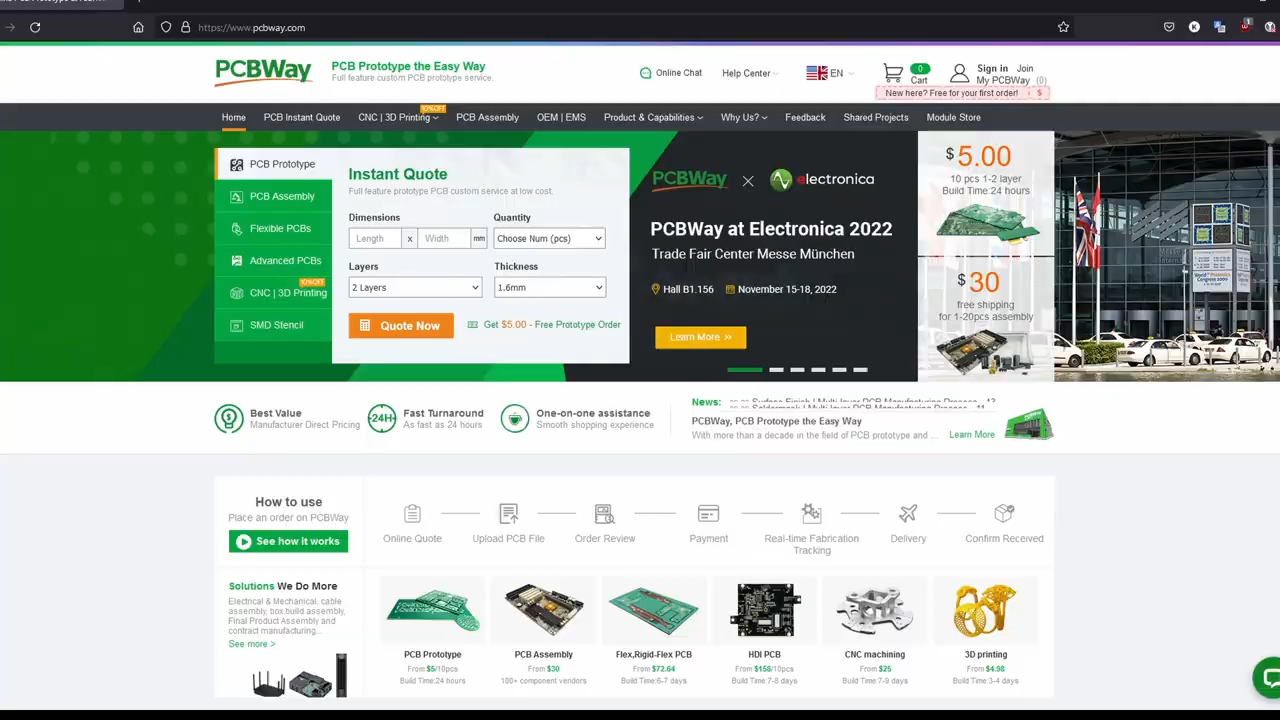 https://www.pcbway.com
PCBWay
PCB Prototype the Easy Way
Full feature custom PCB prototype service.
Online Chat
Help Center
EN
0
Cart
Sign in Join
My PCBWay (0)
New here? Free for your first order! $
Home
PCB Instant Quote
CNC | 3D Printing
10%OFF
PCB Assembly
OEM | EMS
Product & Capabilities
Why Us?
Feedback
Shared Projects
Module Store
PCB Prototype
PCB Assembly
Flexible PCBs
Advanced PCBs
10%OFF
CNC | 3D Printing
SMD Stencil
Instant Quote
Full feature prototype PCB custom service at low cost.
Dimensions
Quantity
Length x Width mm
Choose Num (pcs)
Layers
Thickness
2 Layers
1.6mm
Quote Now
Get $5.00 - Free Prototype Order
PCBWay
electronica
PCBWay at Electronica 2022
Trade Fair Center Messe München
Hall B1.156
November 15-18, 2022
Learn More »
$5.00
10 pcs 1-2 layer
Build Time:24 hours
$30
free shipping
for 1-20pcs assembly
Best Value
Manufacturer Direct Pricing
24H
Fast Turnaround
As fast as 24 hours
One-on-one assistance
Smooth shopping experience
News:
PCBWay, PCB Prototype the Easy Way
With more than a decade in the field of PCB prototype and ...
Learn More
How to use
Place an order on PCBWay
See how it works
Online Quote
Upload PCB File
Order Review
Payment
Real-time Fabrication
Tracking
Delivery
Confirm Received
Solutions We Do More
Electrical & Mechanical, cable
assembly, box build assembly,
Final Product Assembly and
contract manufacturing...
See more >
PCB Prototype
From $5/10pcs
Build Time:24 hours
PCB Assembly
From $30
100+ component vendors
Flex,Rigid-Flex PCB
From $72.64
Build Time:6-7 days
HDI PCB
From $158/10pcs
Build Time:7-8 days
CNC machining
From $25
Build Time:7-9 days
3D printing
From $4.98
Build Time:3-4 days